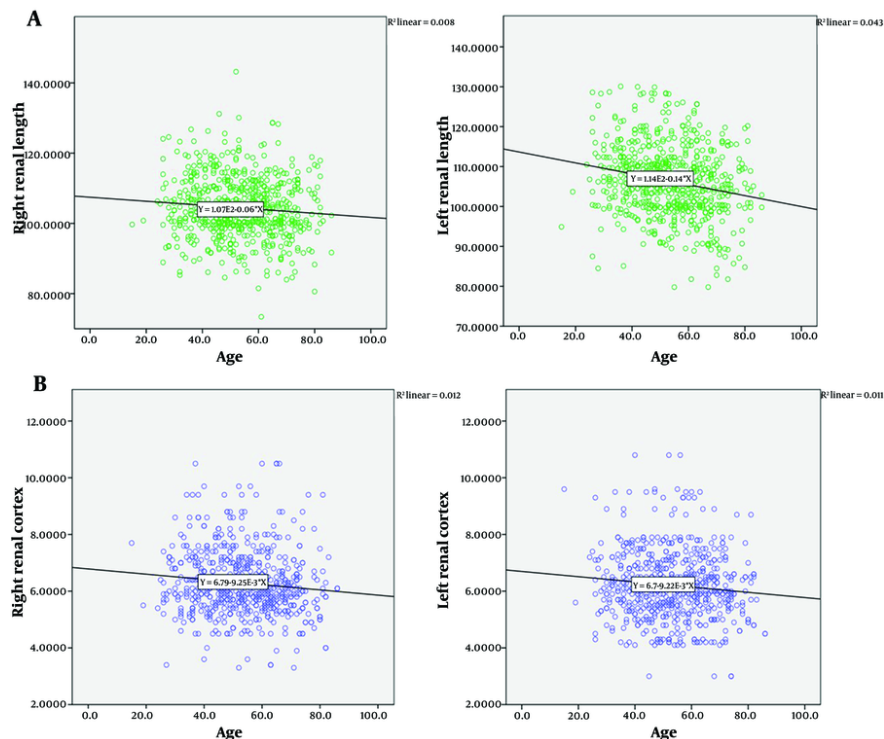 A
R² linear = 0.008
Right renal length
140.0000
120.0000
100.0000
80.0000
Y = 1.07E2-0.06*X
0.0 20.0 40.0 60.0 80.0 100.0
Age
R² linear = 0.043
Left renal length
140.0000
130.0000
120.0000
110.0000
100.0000
90.0000
80.0000
70.0000
Y = 1.14E2-0.14*X
0.0 20.0 40.0 60.0 80.0 100.0
Age
B
R² linear = 0.012
Right renal cortex
12.0000
10.0000
8.0000
6.0000
4.0000
2.0000
Y = 6.79-9.25E-3*X
0.0 20.0 40.0 60.0 80.0 100.0
Age
R² linear = 0.011
Left renal cortex
12.0000
10.0000
8.0000
6.0000
4.0000
2.0000
Y = 6.7-9.22E-3*X
0.0 20.0 40.0 60.0 80.0 100.0
Age